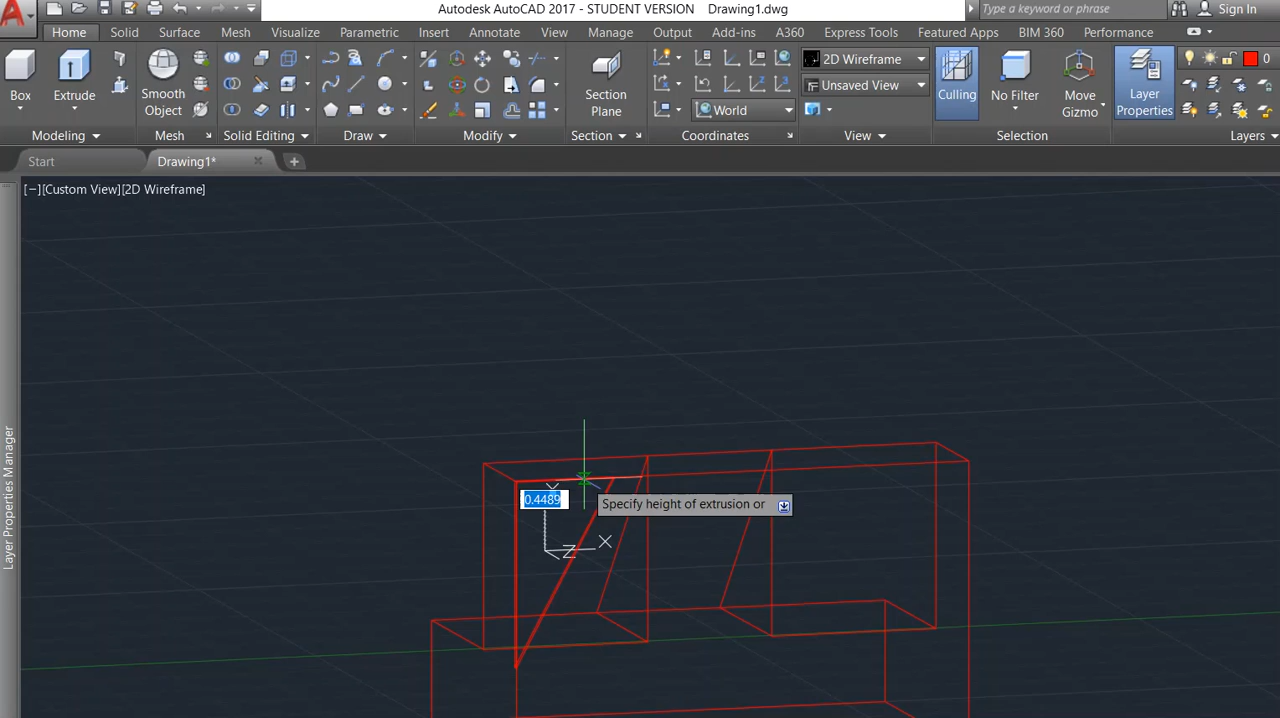 Autodesk AutoCAD 2017 - STUDENT VERSION Drawing1.dwg
Type a keyword or phrase
Sign In
Home Solid Surface Mesh Visualize Parametric Insert Annotate View Manage Output Add-ins A360 Express Tools Featured Apps BIM 360 Performance
Box
Extrude
Smooth
Object
Section
Plane
World
2D Wireframe
Unsaved View
Culling
No Filter
Move
Gizmo
Layer
Properties
0
Modeling Mesh Solid Editing Draw Modify Section Coordinates View Selection Layers
Start Drawing1*
[−][Custom View][2D Wireframe]
0.4489
Specify height of extrusion or
X
Z
Layer Properties Manager